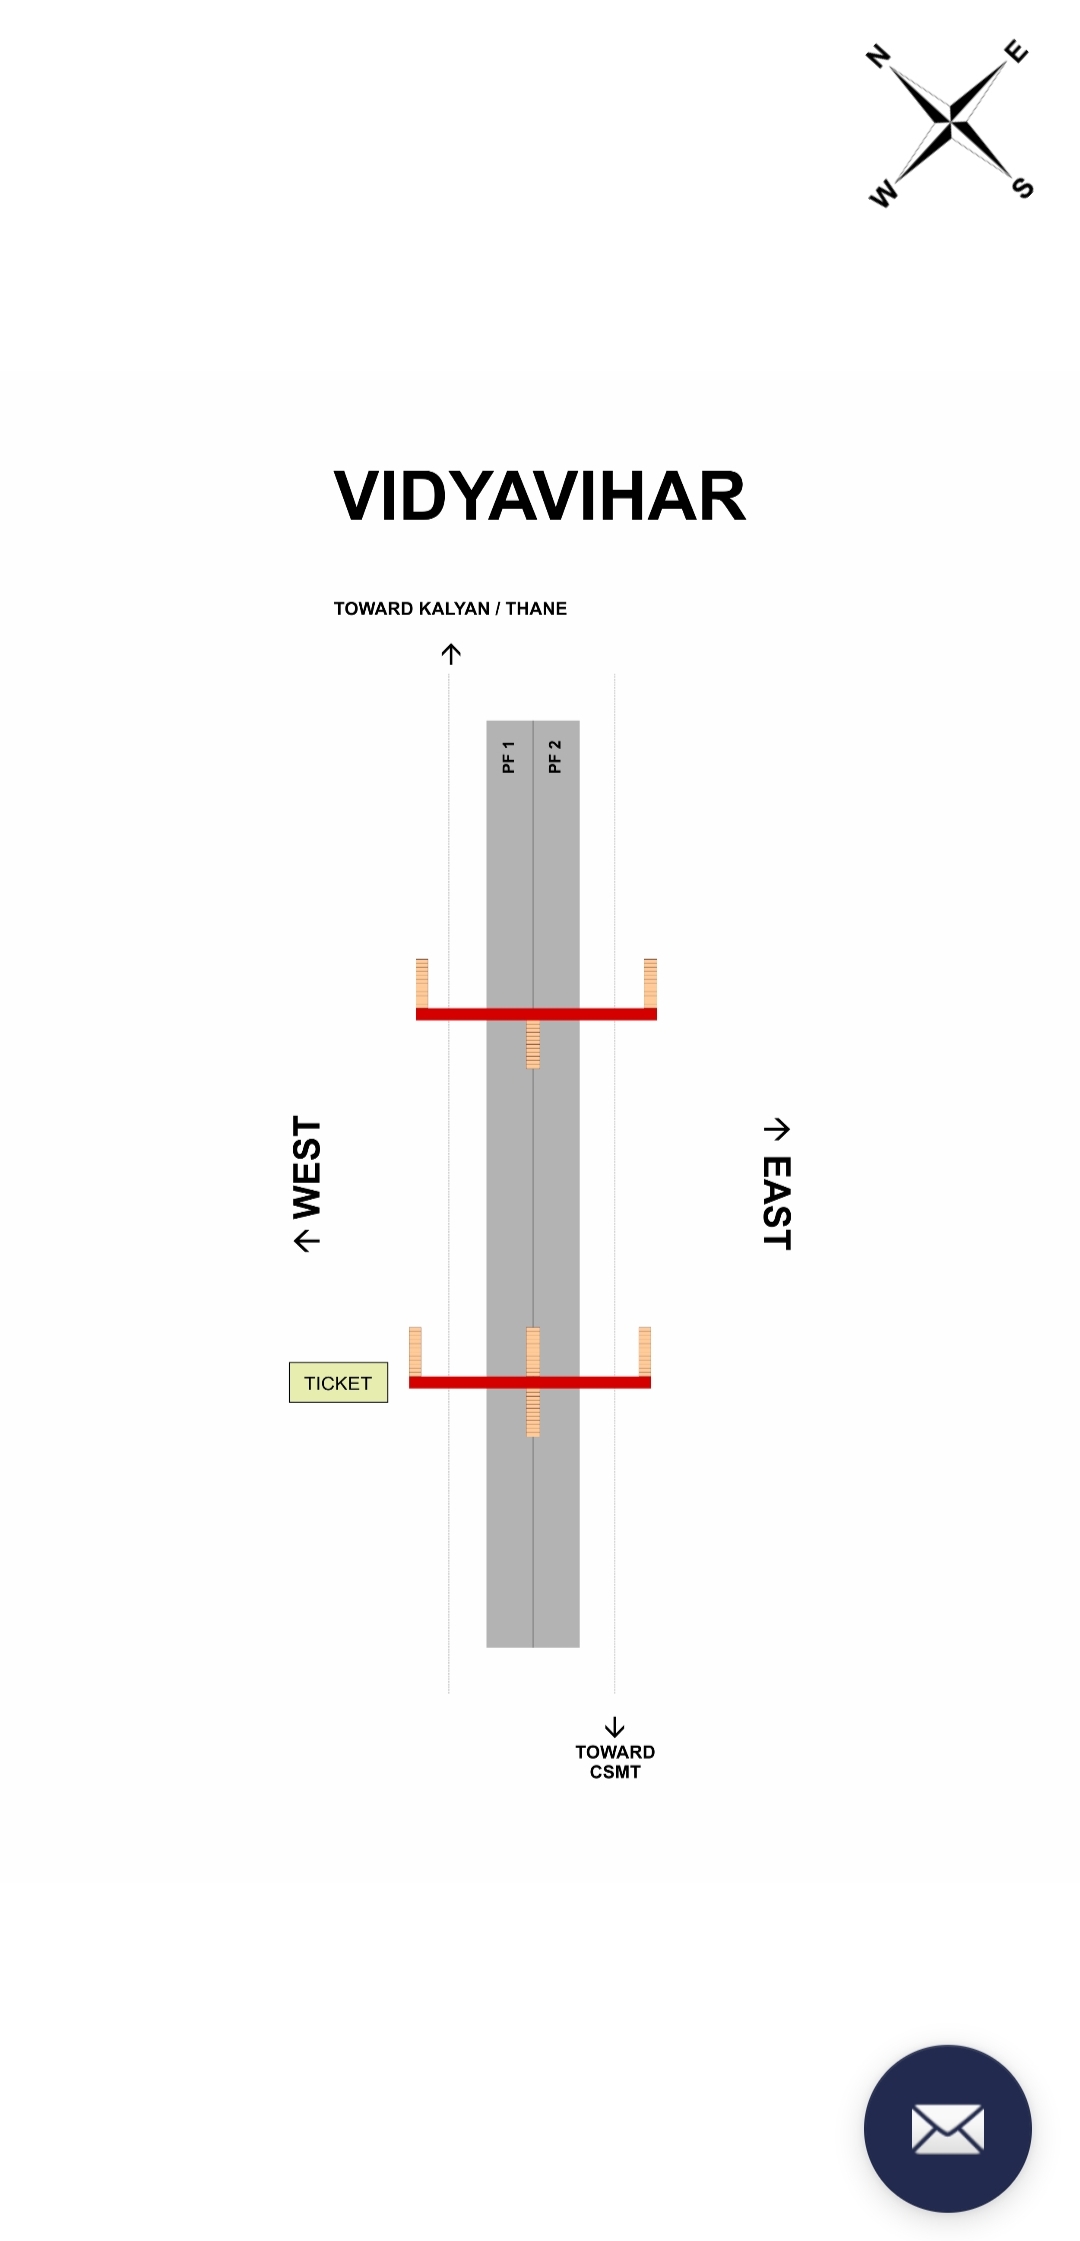 N
E
W
S
VIDYAVIHAR
TOWARD KALYAN / THANE
↑
PF 1
PF 2
← WEST
→ EAST
TICKET
↓
TOWARD
CSMT